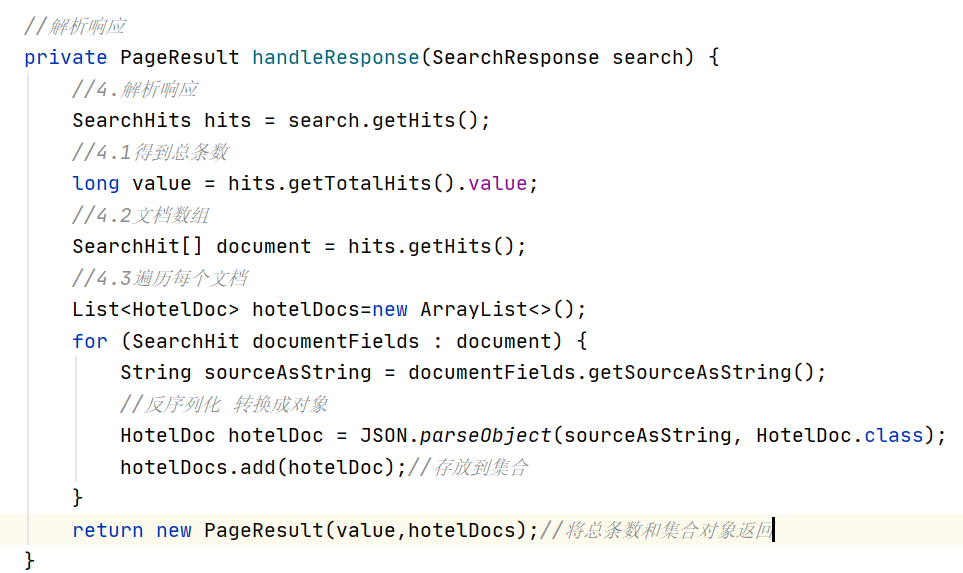 //解析响应
private PageResult handleResponse(SearchResponse search) {
//4.解析响应
SearchHits hits = search.getHits();
//4.1得到总条数
long value = hits.getTotalHits().value;
//4.2文档数组
SearchHit[] document = hits.getHits();
//4.3遍历每个文档
List<HotelDoc> hotelDocs=new ArrayList<>();
for (SearchHit documentFields : document) {
String sourceAsString = documentFields.getSourceAsString();
//反序列化 转换成对象
HotelDoc hotelDoc = JSON.parseObject(sourceAsString, HotelDoc.class);
hotelDocs.add(hotelDoc);//存放到集合
}
return new PageResult(value,hotelDocs);//将总条数和集合对象返回
}